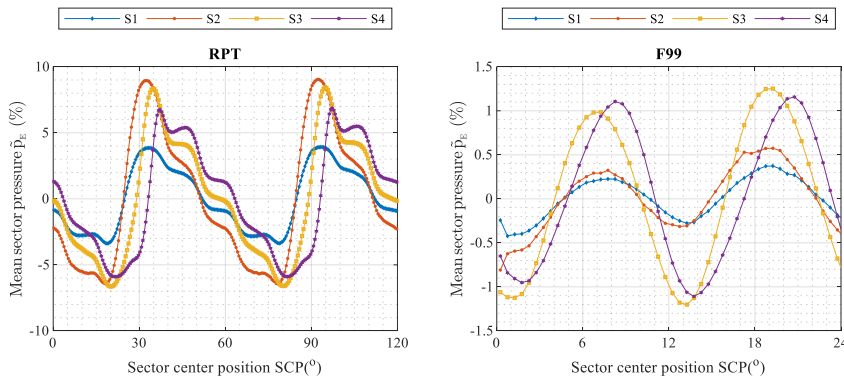 S1 S2 S3 S4
RPT
Mean sector pressure p̃E (%)
10
5
0
-5
-10
0 30 60 90 120
Sector center position SCP(o)
S1 S2 S3 S4
F99
Mean sector pressure p̃E (%)
1.5
1
0.5
0
-0.5
-1
-1.5
0 6 12 18 24
Sector center position SCP(o)